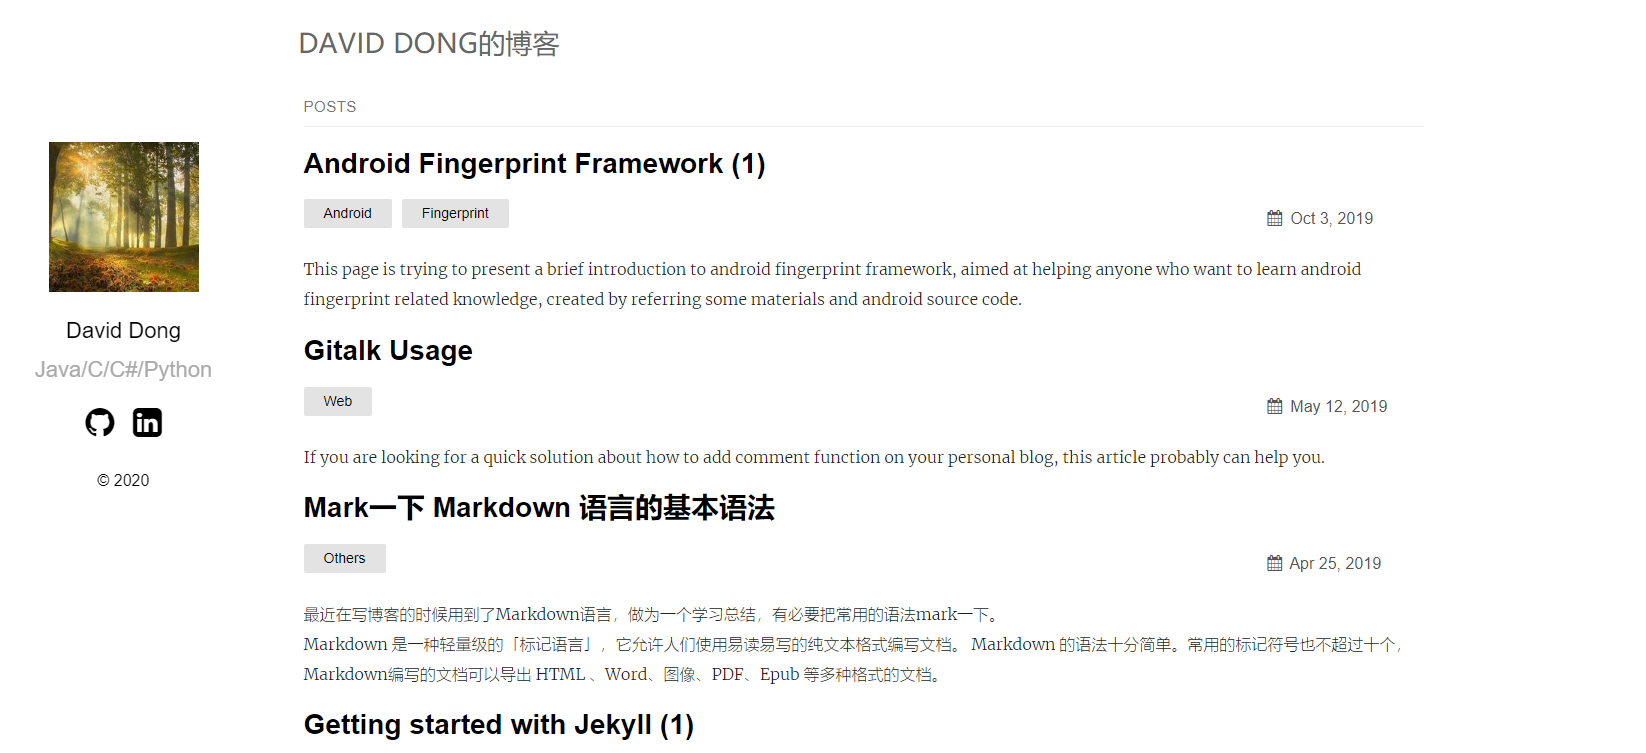 DAVID DONG的博客
David Dong
Java/C/C#/Python
© 2020
POSTS
Android Fingerprint Framework (1)
Android Fingerprint Oct 3, 2019
This page is trying to present a brief introduction to android fingerprint framework, aimed at helping anyone who want to learn android
fingerprint related knowledge, created by referring some materials and android source code.
Gitalk Usage
Web May 12, 2019
If you are looking for a quick solution about how to add comment function on your personal blog, this article probably can help you.
Mark一下 Markdown 语言的基本语法
Others Apr 25, 2019
最近在写博客的时候用到了Markdown语言，做为一个学习总结，有必要把常用的语法mark一下。
Markdown 是一种轻量级的「标记语言」，它允许人们使用易读易写的纯文本格式编写文档。 Markdown 的语法十分简单。常用的标记符号也不超过十个，
Markdown编写的文档可以导出 HTML 、Word、图像、PDF、Epub 等多种格式的文档。
Getting started with Jekyll (1)